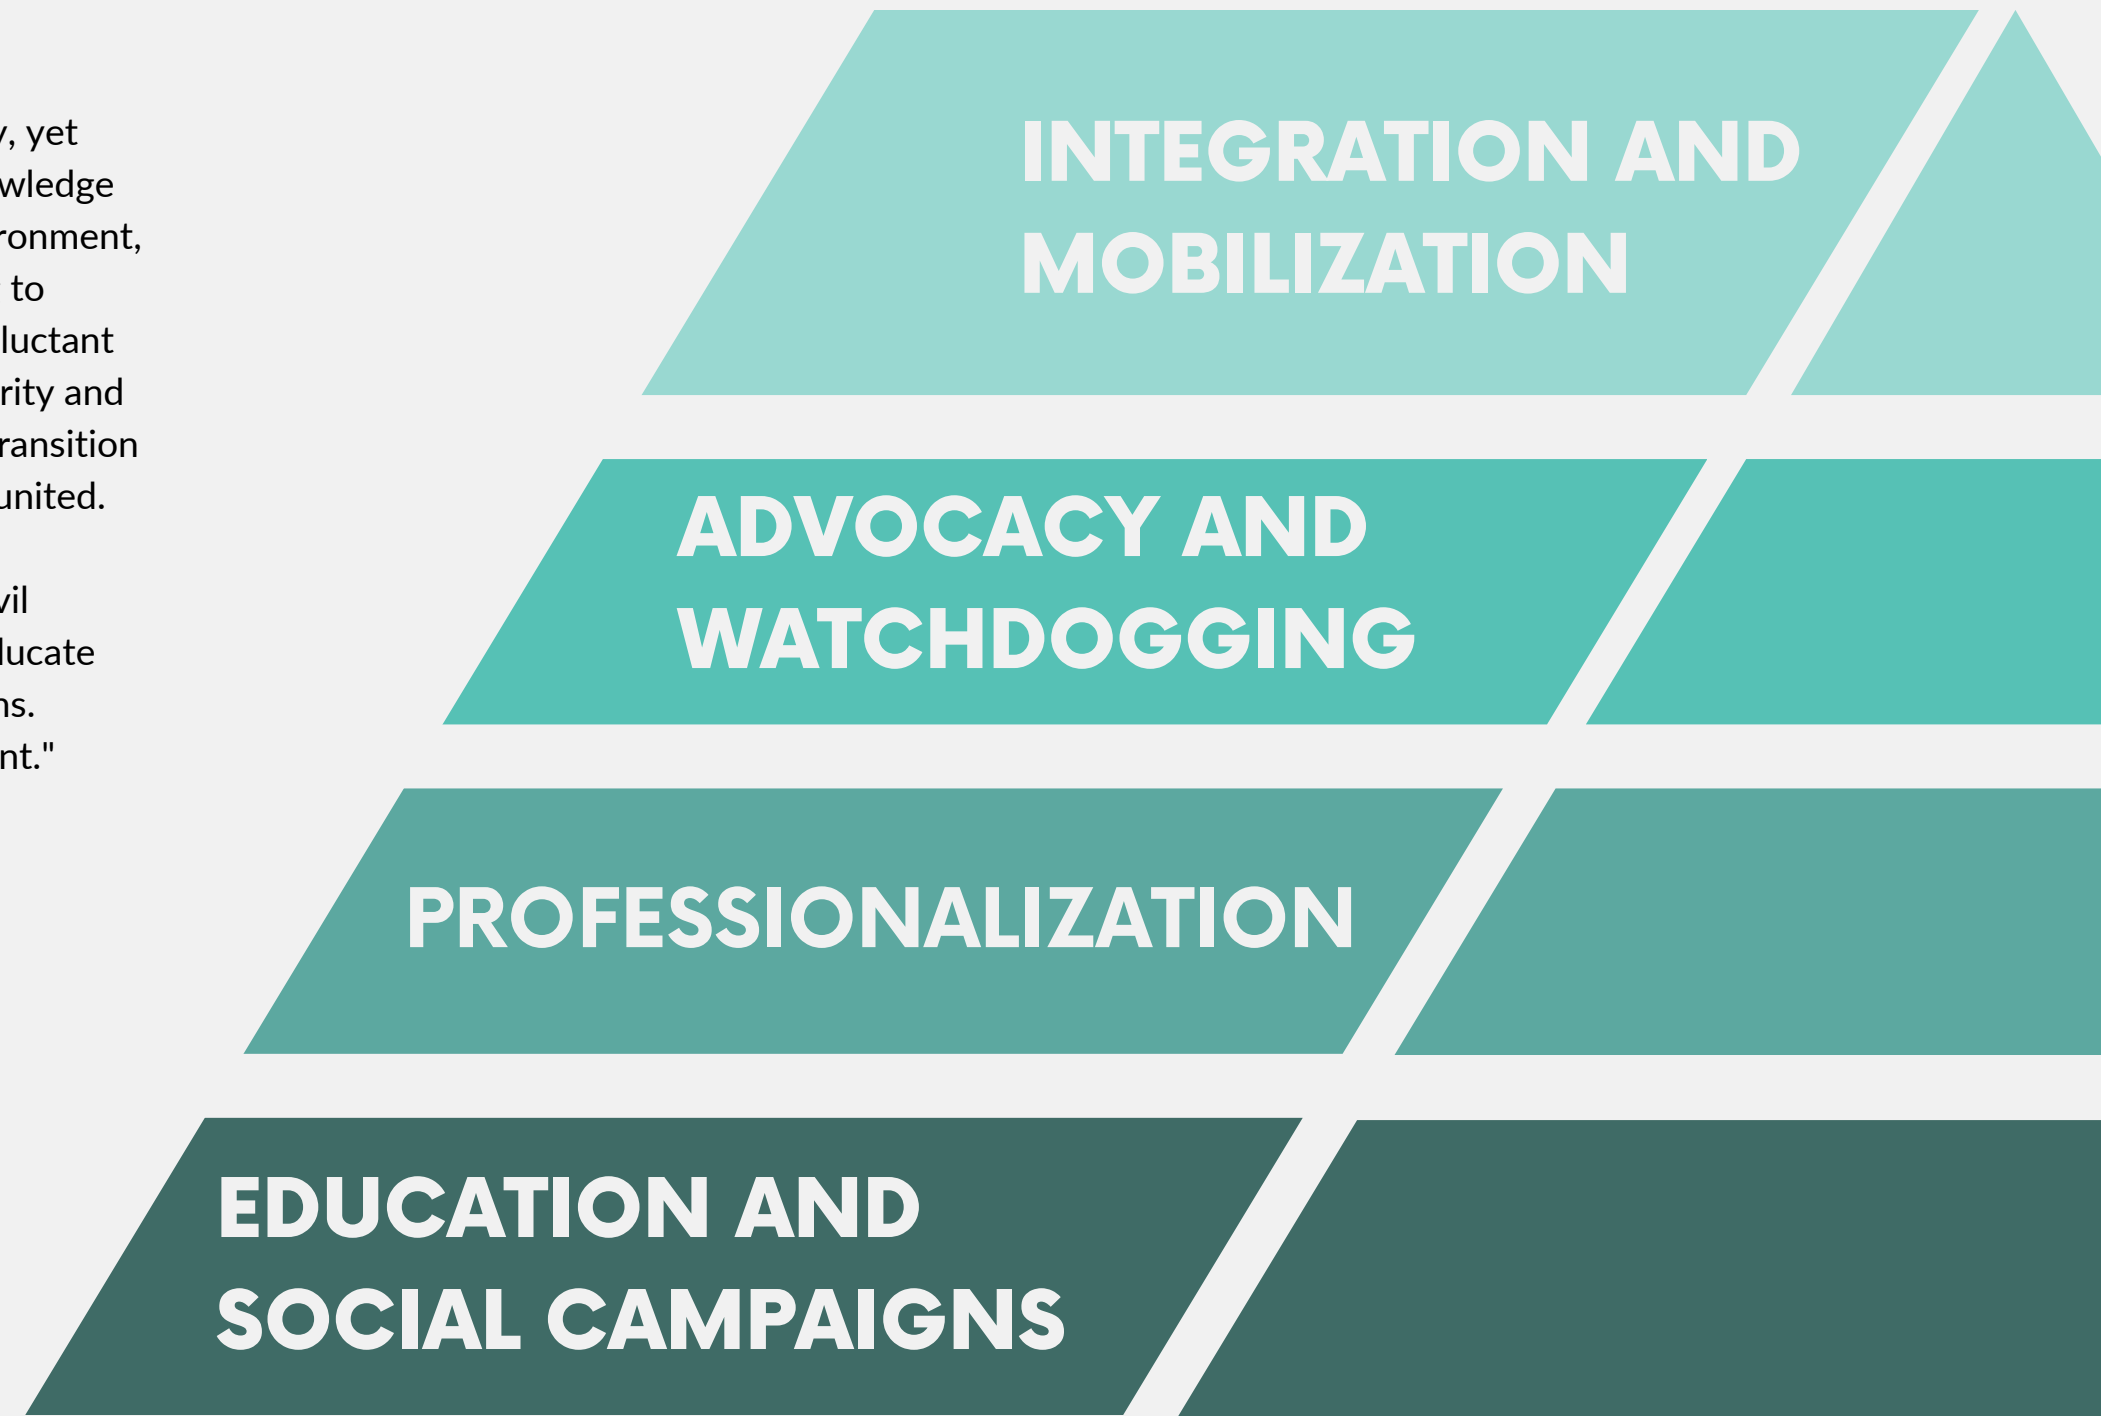 , yet
wledge
ronment,
to
luctant
rity and
ransition
united.
vil
ducate
ns.
nt."
INTEGRATION AND
MOBILIZATION
ADVOCACY AND
WATCHDOGGING
PROFESSIONALIZATION
EDUCATION AND
SOCIAL CAMPAIGNS